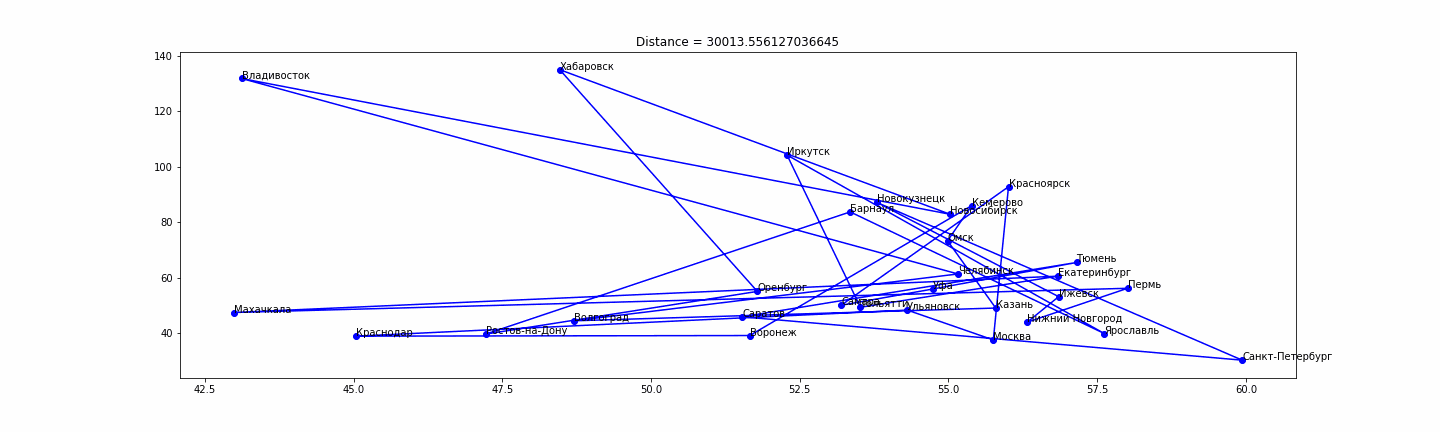 Distance = 30013.556127036645
140
120
100
80
60
40
Владивосток
Хабаровск
Иркутск
Красноярск
Новокузнецк
Кемерово
Барнаул
Новосибирск
Омск
Тюмень
Челябинск
Екатеринбург
Пермь
Уфа
Оренбург
Ижевск
Самара
Тольятти
Ульяновск
Казань
Махачкала
Саратов
Волгоград
Нижний Новгород
Краснодар
Ростов-на-Дону
Воронеж
Ярославль
Москва
Санкт-Петербург
42.5
45.0
47.5
50.0
52.5
55.0
57.5
60.0